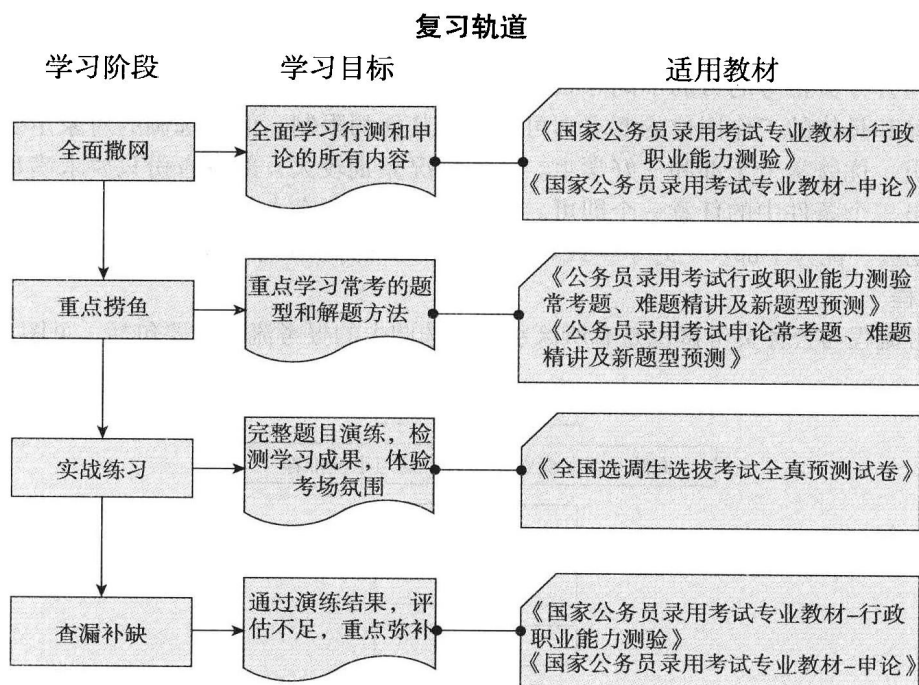 复习轨道
学习阶段
学习目标
适用教材
全面撒网
全面学习行测和申
论的所有内容
《国家公务员录用考试专业教材-行政
职业能力测验》
《国家公务员录用考试专业教材-申论》
重点捞鱼
重点学习常考的题
型和解题方法
《公务员录用考试行政职业能力测验
常考题、难题精讲及新题型预测》
《公务员录用考试申论常考题、难题
精讲及新题型预测》
实战练习
完整题目演练，检
测学习成果，体验
考场氛围
《全国选调生选拔考试全真预测试卷》
查漏补缺
通过演练结果，评
估不足，重点弥补
《国家公务员录用考试专业教材-行政
职业能力测验》
《国家公务员录用考试专业教材-申论》